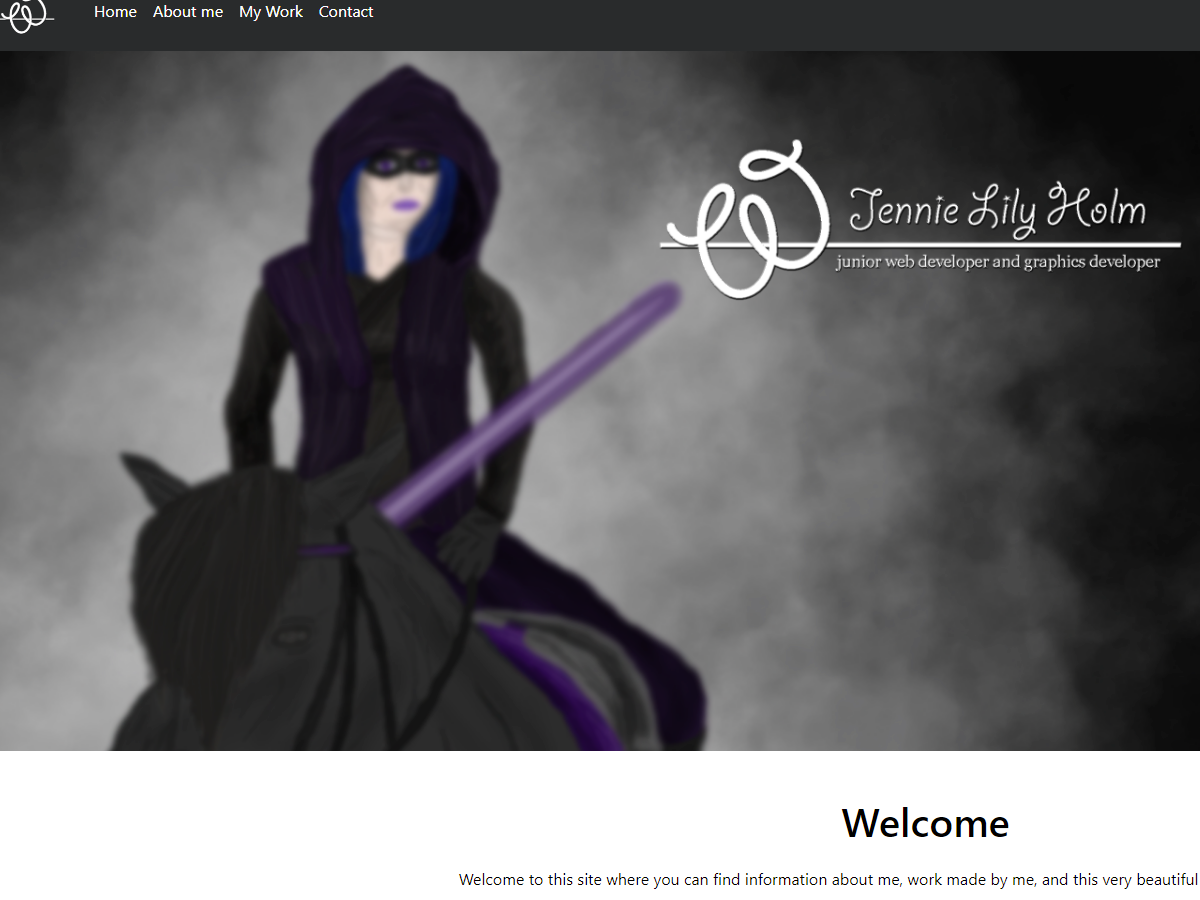 Home About me My Work Contact
Jennie Lily Holm
junior web developer and graphics developer
Welcome
Welcome to this site where you can find information about me, work made by me, and this very beautiful